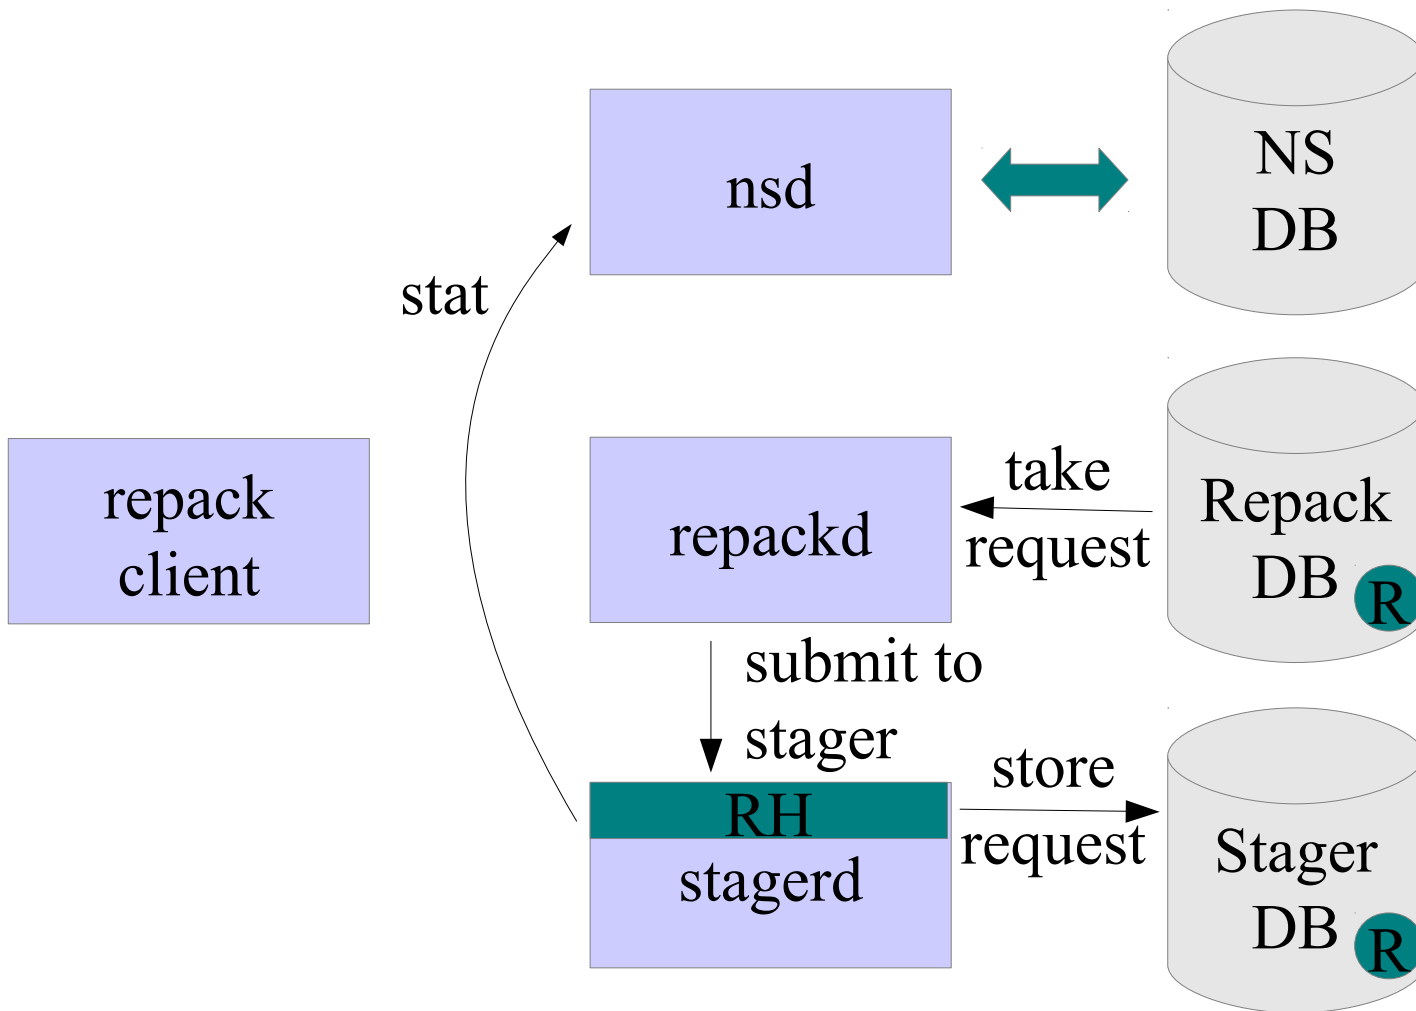 nsd
NS
DB
stat
repack
client
repackd
take
request
Repack
DB
R
submit to
stager
RH
stagerd
store
request
Stager
DB
R